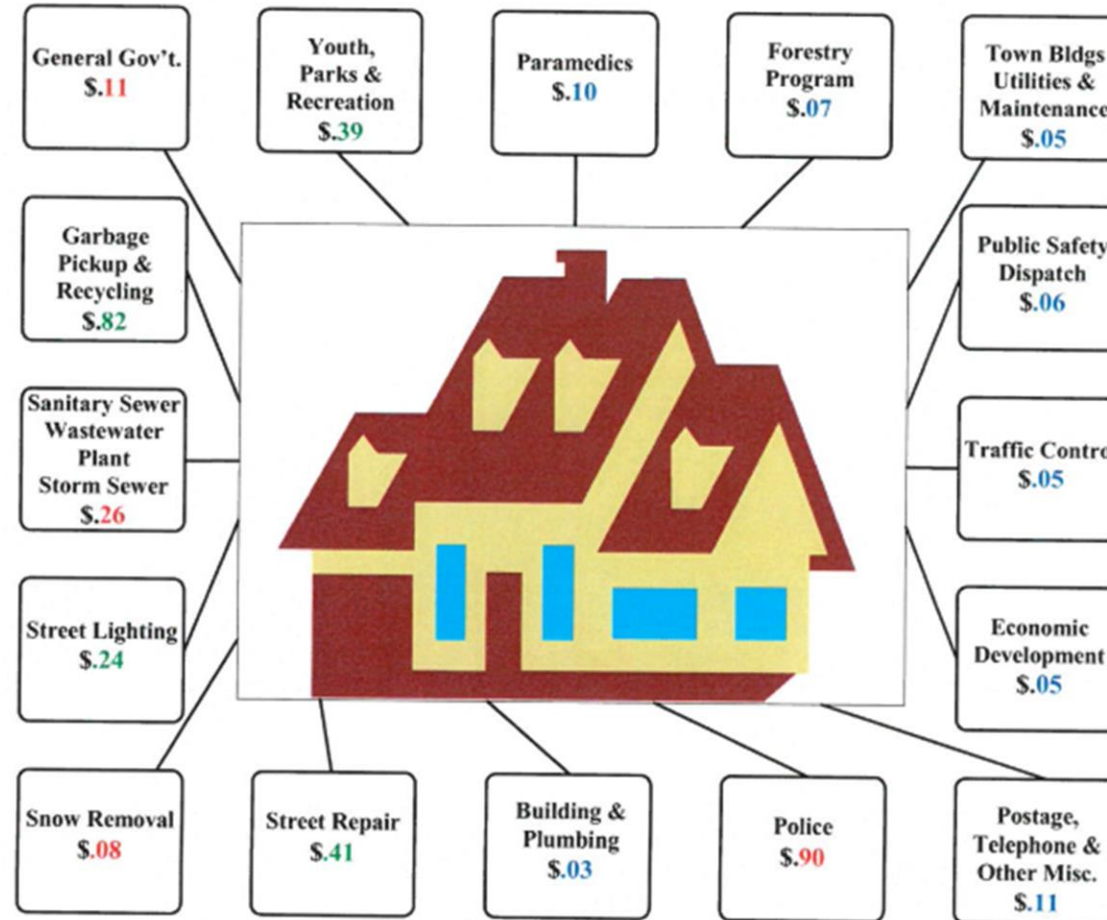 General Gov't.
$.11
Youth,
Parks &
Recreation
$.39
Paramedics
$.10
Forestry
Program
$.07
Town Bldgs
Utilities &
Maintenance
$.05
Garbage
Pickup &
Recycling
$.82
Public Safety
Dispatch
$.06
Sanitary Sewer
Wastewater
Plant
Storm Sewer
$.26
Traffic Contro
$.05
Street Lighting
$.24
Economic
Development
$.05
Snow Removal
$.08
Street Repair
$.41
Building &
Plumbing
$.03
Police
$.90
Postage,
Telephone &
Other Misc.
$.11